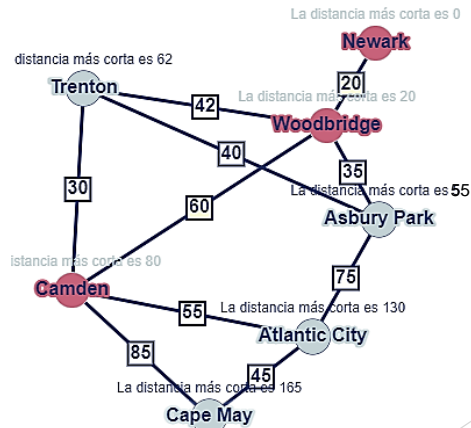 La distancia más corta es 0
Newark
distancia más corta es 62
20
Trenton
La distancia más corta es 20
42
Woodbridge
40
35
30
La distancia más corta es 55
60
Asbury Park
istancia más corta es 80
75
Camden
La distancia más corta es 130
55
Atlantic City
85
45
La distancia más corta es 165
Cape May